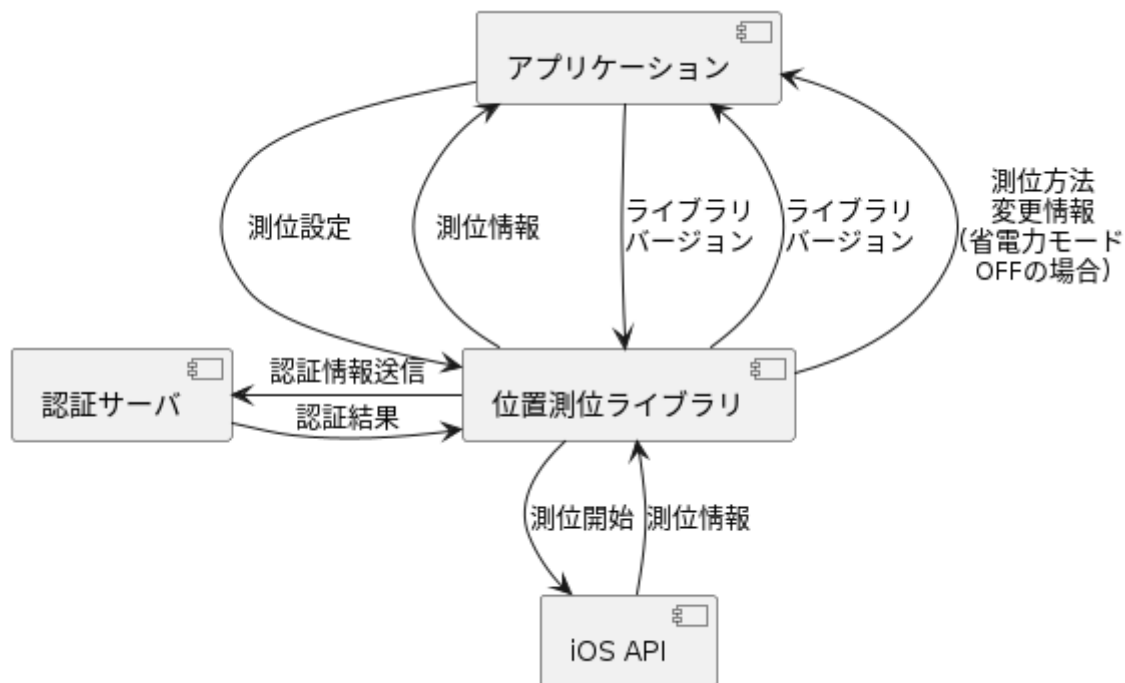 アプリケーション
測位設定
測位情報
ライブラリ
バージョン
ライブラリ
バージョン
測位方法
変更情報
(省電力モード
OFFの場合)
認証サーバ
認証情報送信
認証結果
位置測位ライブラリ
測位開始
測位情報
iOS API